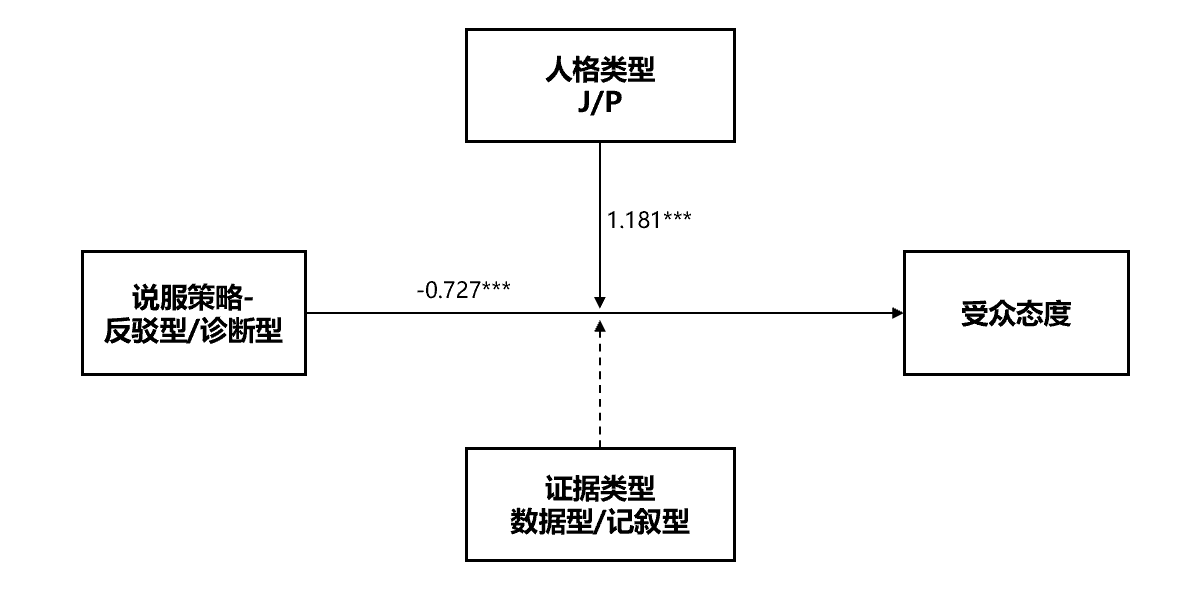 人格类型
J/P
1.181***
-0.727***
说服策略-
反驳型/诊断型
受众态度
证据类型
数据型/记叙型